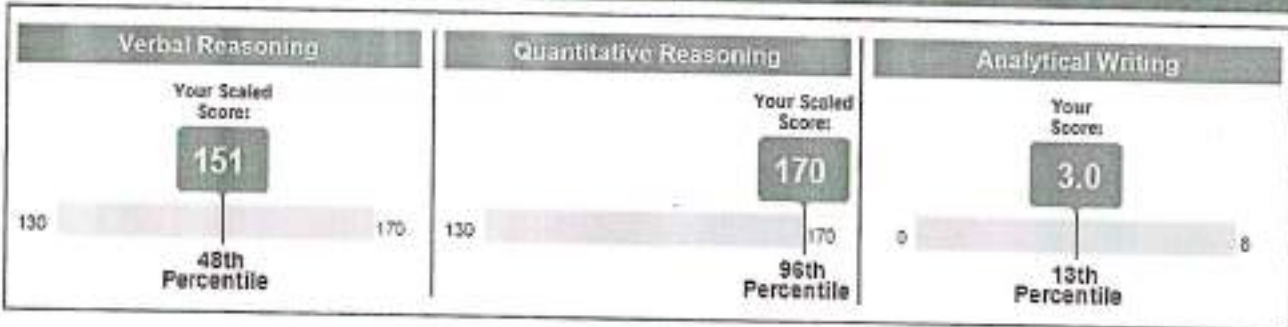 Verbal Reasoning
Your Scaled
Score:
151
130
170
48th
Percentile
Quantitative Reasoning
Your Scaled
Score:
170
130
170
96th
Percentile
Analytical Writing
Your
Score:
3.0
0
6
13th
Percentile